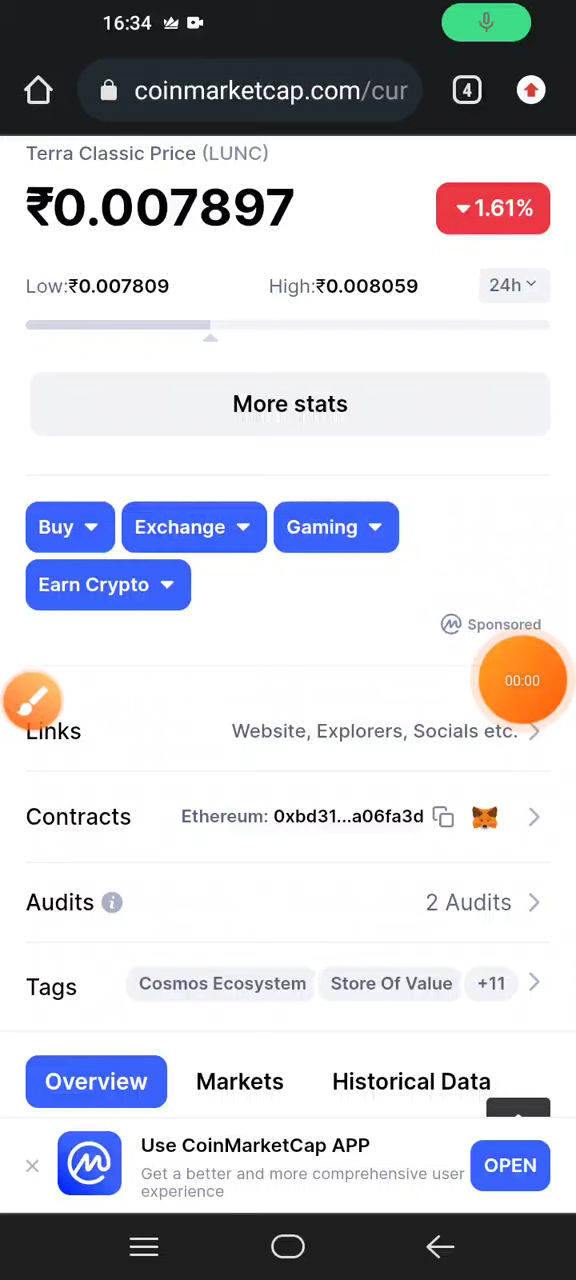 16:34
coinmarketcap.com/cur
4
Terra Classic Price (LUNC)
₹0.007897
1.61%
Low:₹0.007809 High:₹0.008059 24h
More stats
Buy Exchange Gaming
Earn Crypto
Sponsored
00:00
Links Website, Explorers, Socials etc.
Contracts Ethereum: 0xbd31...a06fa3d
Audits i 2 Audits
Tags Cosmos Ecosystem Store Of Value +11
Overview Markets Historical Data
Use CoinMarketCap APP
Get a better and more comprehensive user
experience
OPEN